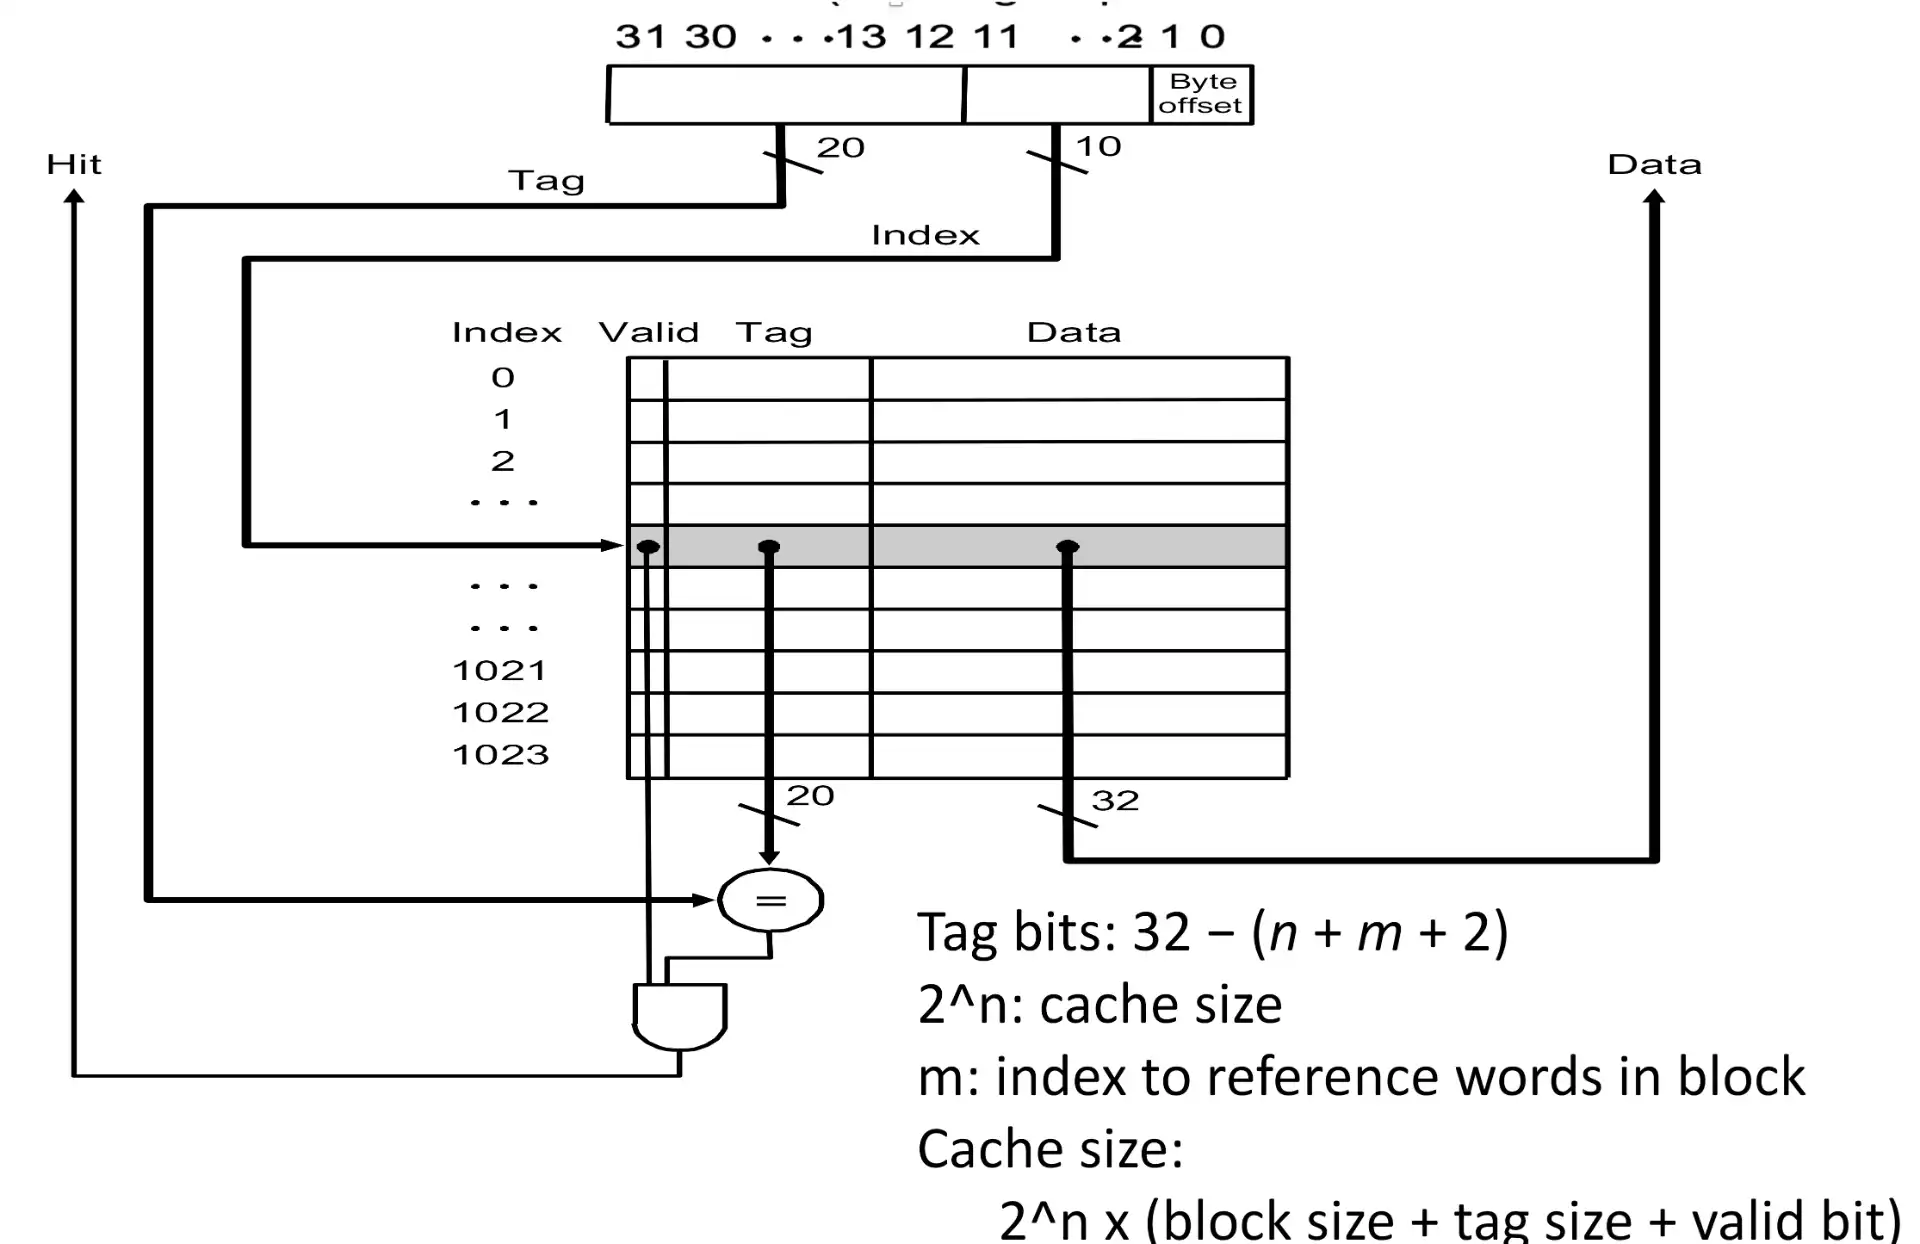 31 30 · · · 13 12 11 · · 2 1 0
Byte
offset
20
10
Hit
Data
Tag
Index
Index Valid Tag Data
0
1
2
· · ·
· · ·
· · ·
1021
1022
1023
20
32
=
Tag bits: 32 − (n + m + 2)
2^n: cache size
m: index to reference words in block
Cache size:
2^n x (block size + tag size + valid bit)